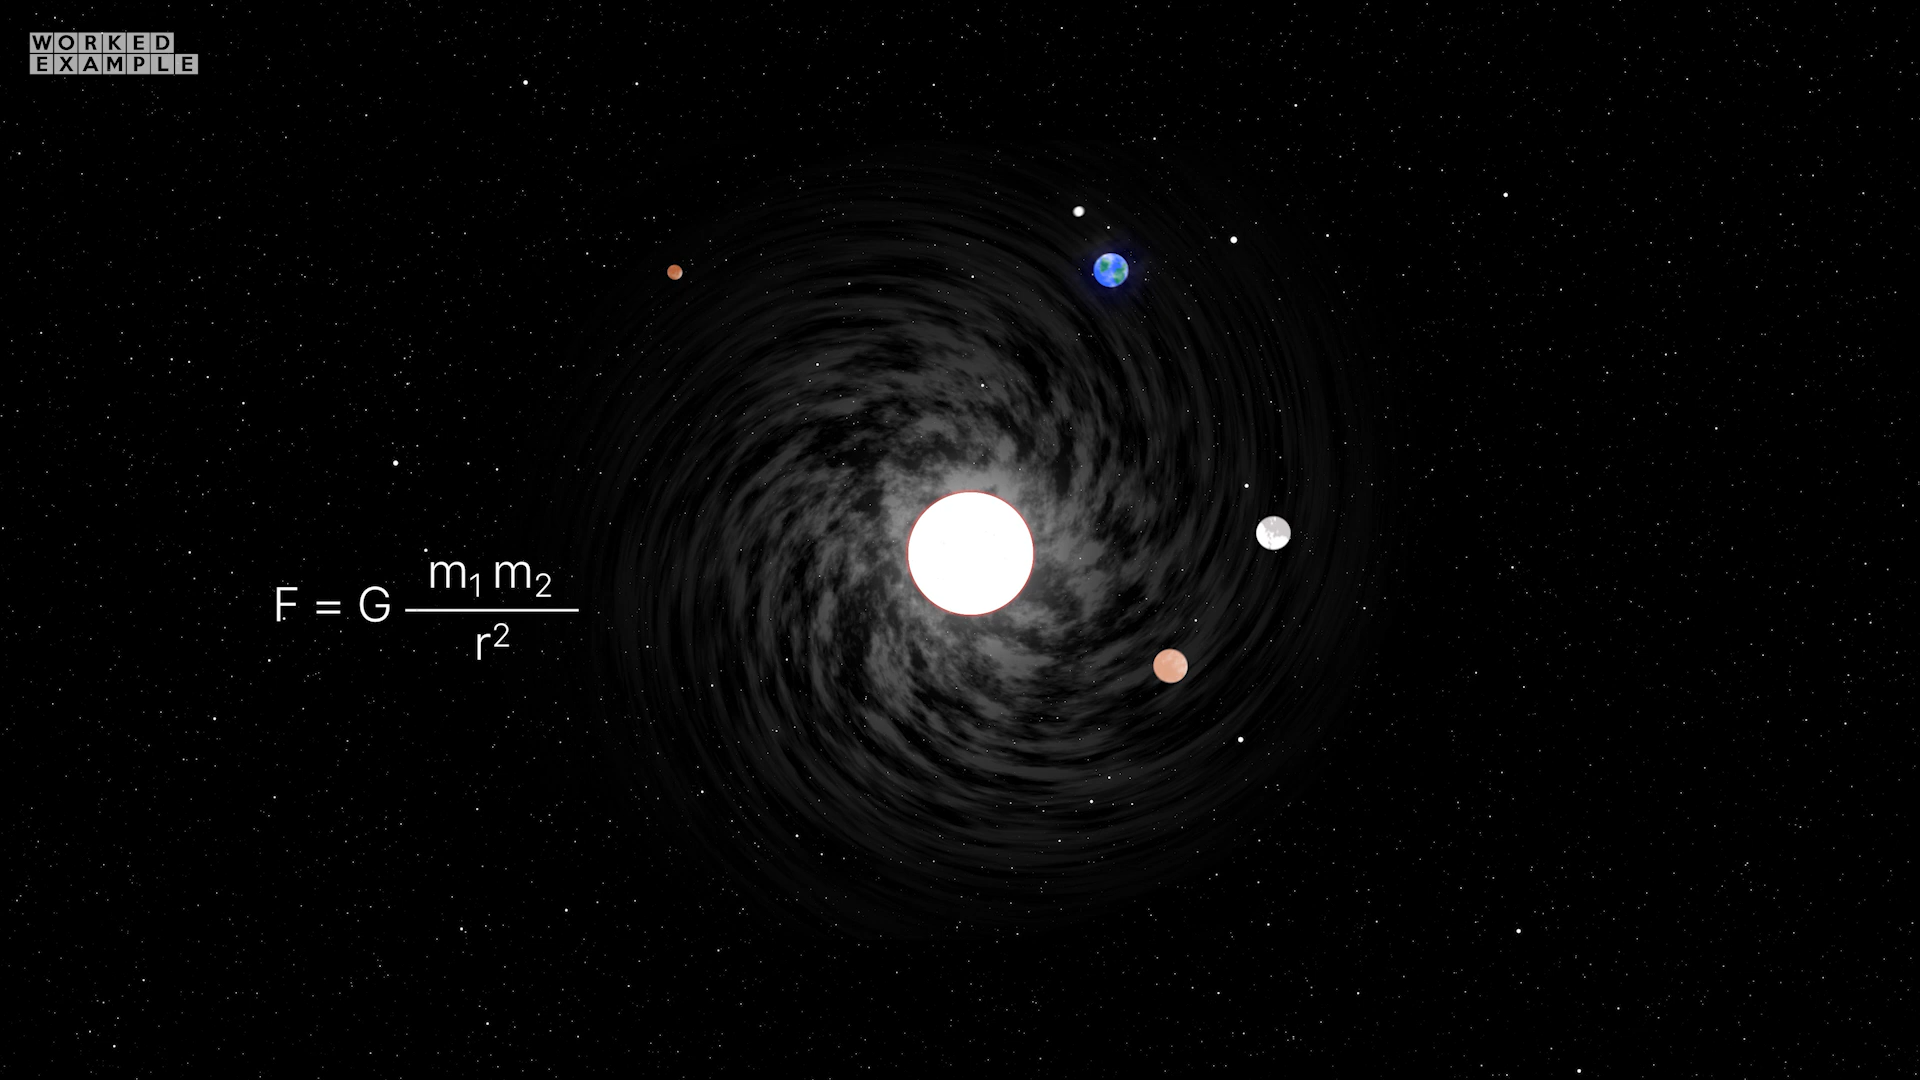 WORKED
EXAMPLE
F = G m₁ m₂ / r²